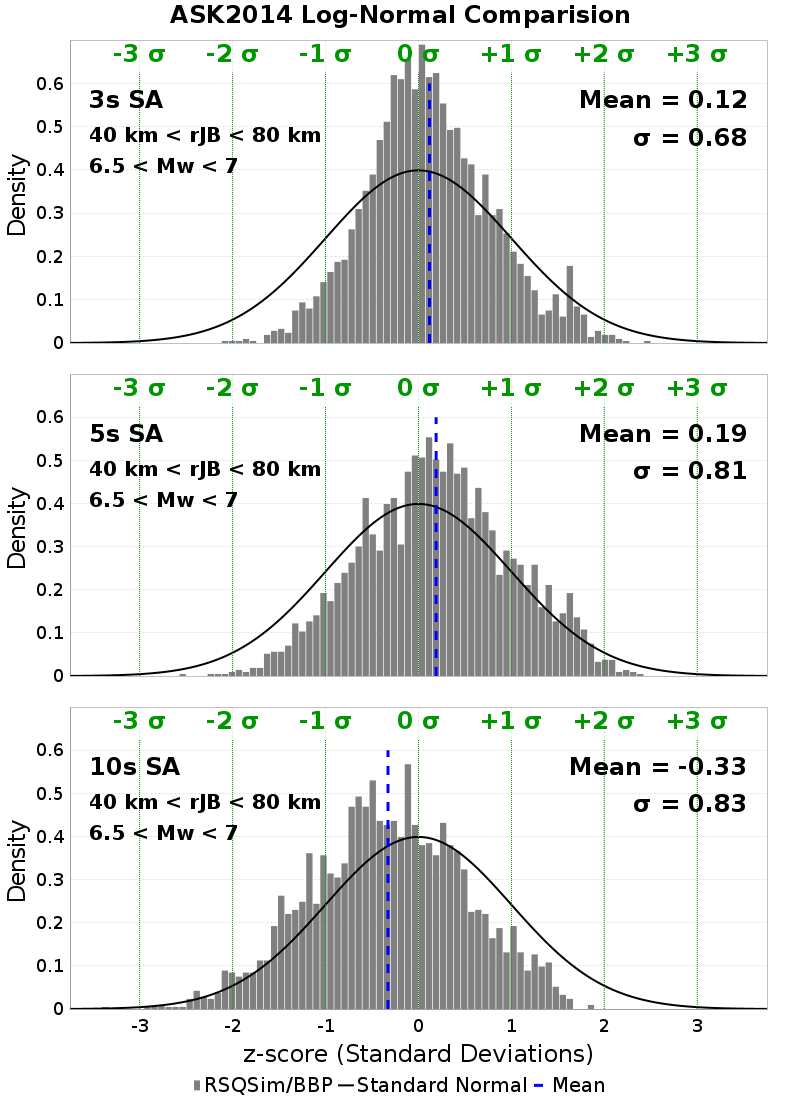 ASK2014 Log-Normal Comparision
-3 σ -2 σ -1 σ 0 σ +1 σ +2 σ +3 σ
3s SA
40 km < rJB < 80 km
6.5 < Mw < 7
Mean = 0.12
σ = 0.68
Density
0.6
0.5
0.4
0.3
0.2
0.1
0
-3 σ -2 σ -1 σ 0 σ +1 σ +2 σ +3 σ
5s SA
40 km < rJB < 80 km
6.5 < Mw < 7
Mean = 0.19
σ = 0.81
Density
0.6
0.5
0.4
0.3
0.2
0.1
0
-3 σ -2 σ -1 σ 0 σ +1 σ +2 σ +3 σ
10s SA
40 km < rJB < 80 km
6.5 < Mw < 7
Mean = -0.33
σ = 0.83
Density
0.6
0.5
0.4
0.3
0.2
0.1
0
-3 -2 -1 0 1 2 3
z-score (Standard Deviations)
RSQSim/BBP Standard Normal Mean